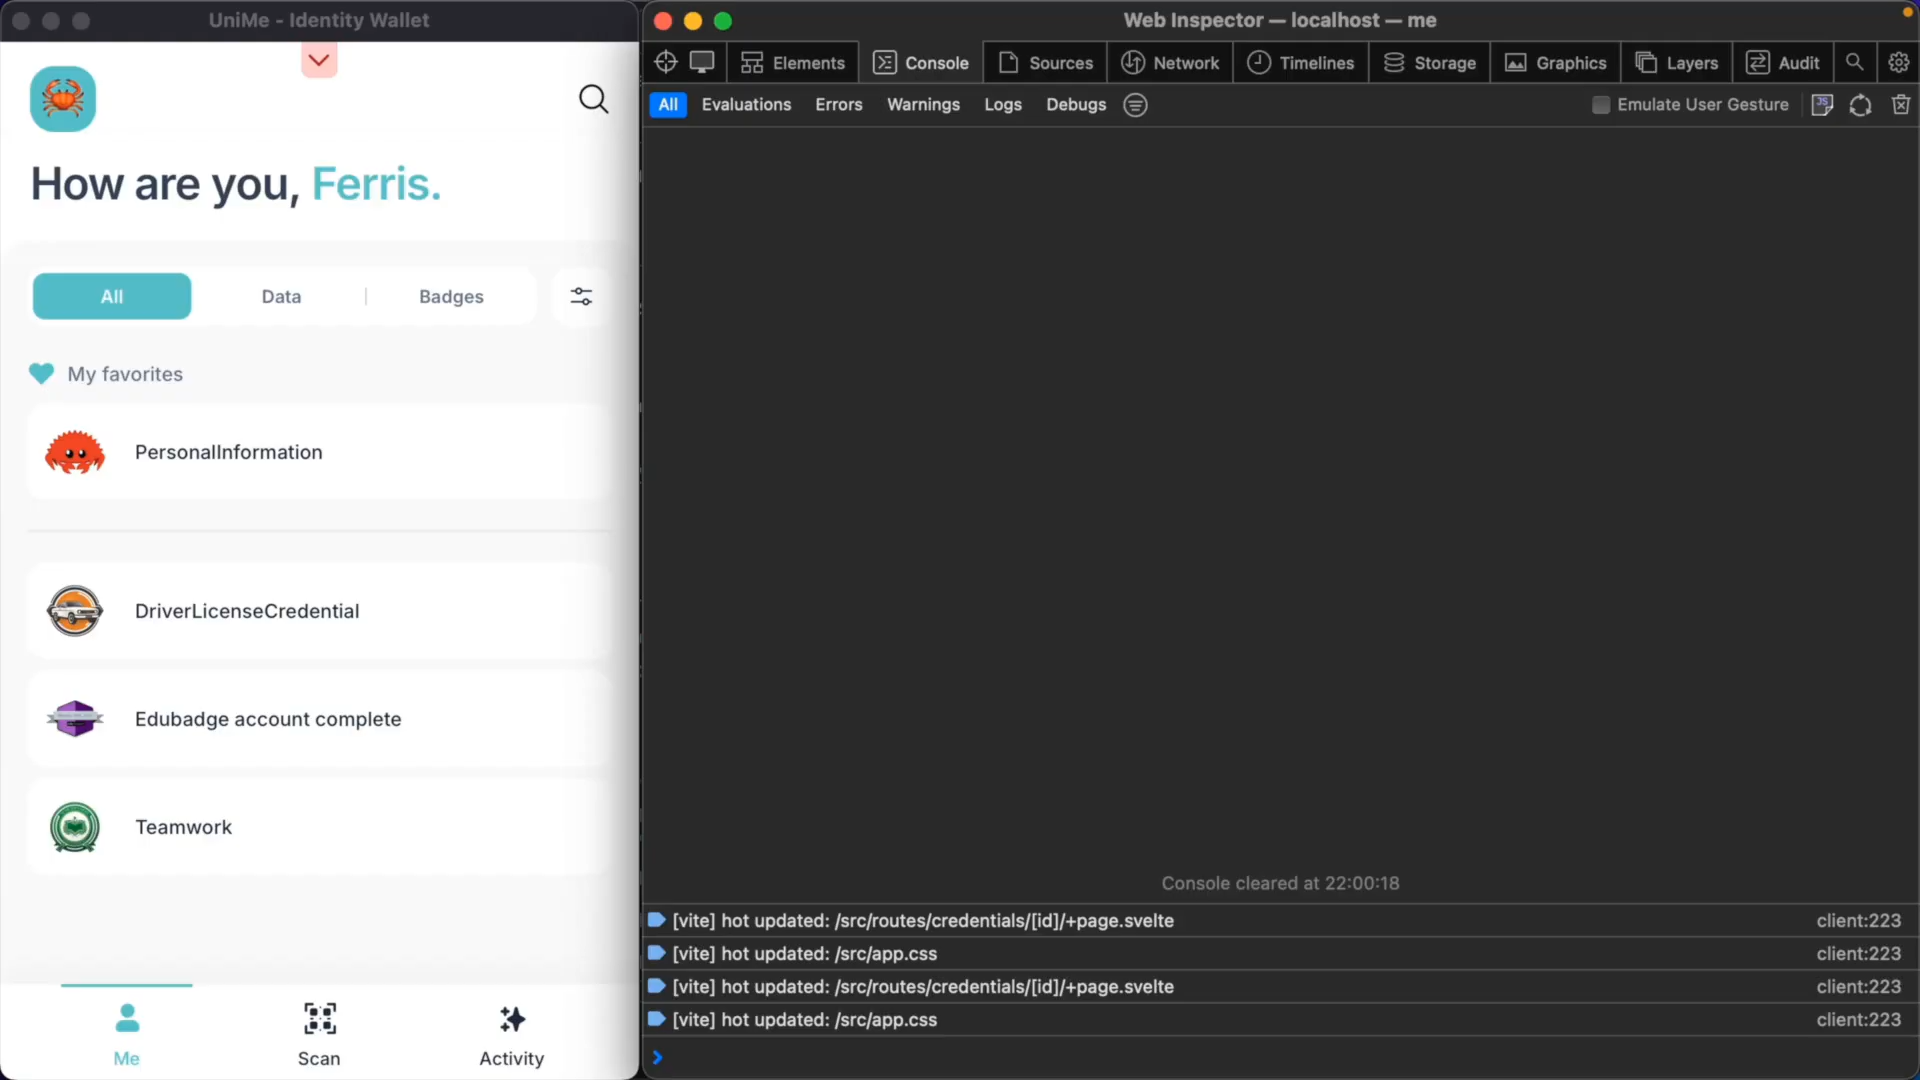 UniMe - Identity Wallet
How are you, Ferris.
All
Data
Badges
My favorites
PersonalInformation
DriverLicenseCredential
Edubadge account complete
Teamwork
Me
Scan
Activity
Web Inspector — localhost — me
Elements
Console
Sources
Network
Timelines
Storage
Graphics
Layers
Audit
All
Evaluations
Errors
Warnings
Logs
Debugs
Emulate User Gesture
JS
Console cleared at 22:00:18
[vite] hot updated: /src/routes/credentials/[id]/+page.svelte client:223
[vite] hot updated: /src/app.css client:223
[vite] hot updated: /src/routes/credentials/[id]/+page.svelte client:223
[vite] hot updated: /src/app.css client:223